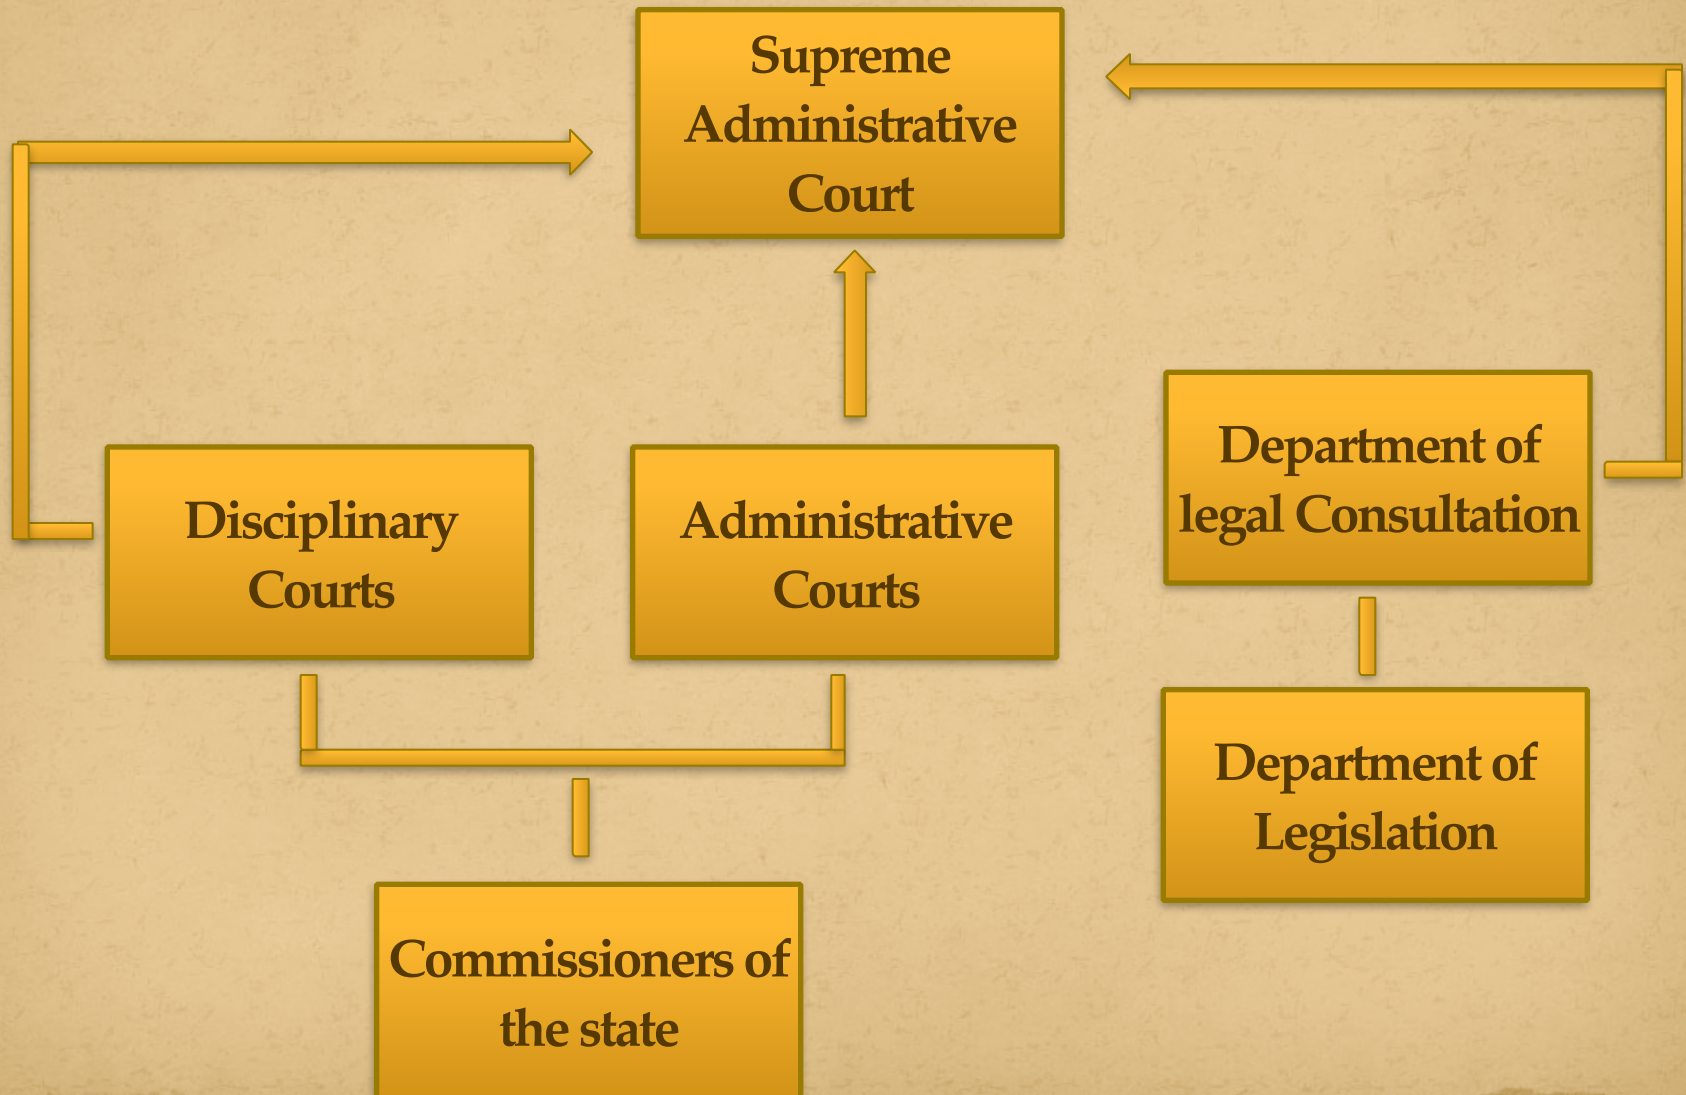 Supreme
Administrative
Court
Disciplinary
Courts
Administrative
Courts
Department of
legal Consultation
Department of
Legislation
Commissioners of
the state